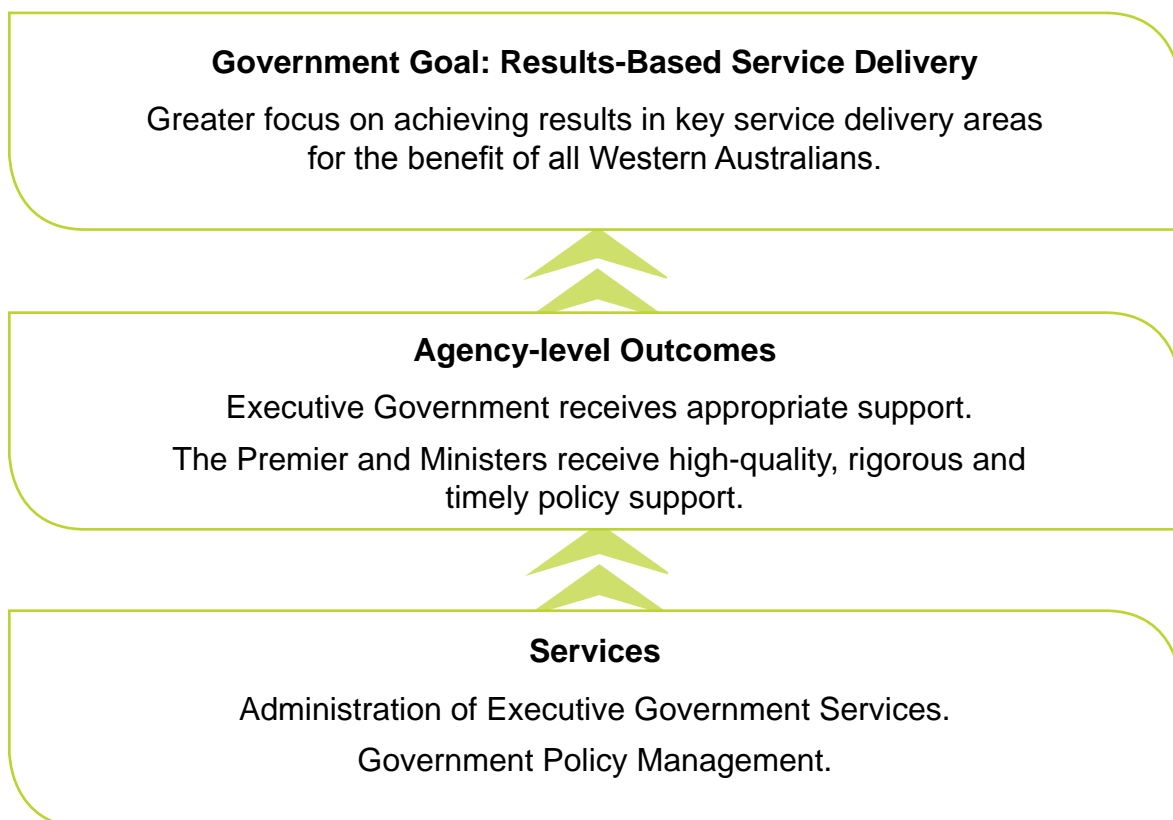 Government Goal: Results-Based Service Delivery
Greater focus on achieving results in key service delivery areas
for the benefit of all Western Australians.
Agency-level Outcomes
Executive Government receives appropriate support.
The Premier and Ministers receive high-quality, rigorous and
timely policy support.
Services
Administration of Executive Government Services.
Government Policy Management.